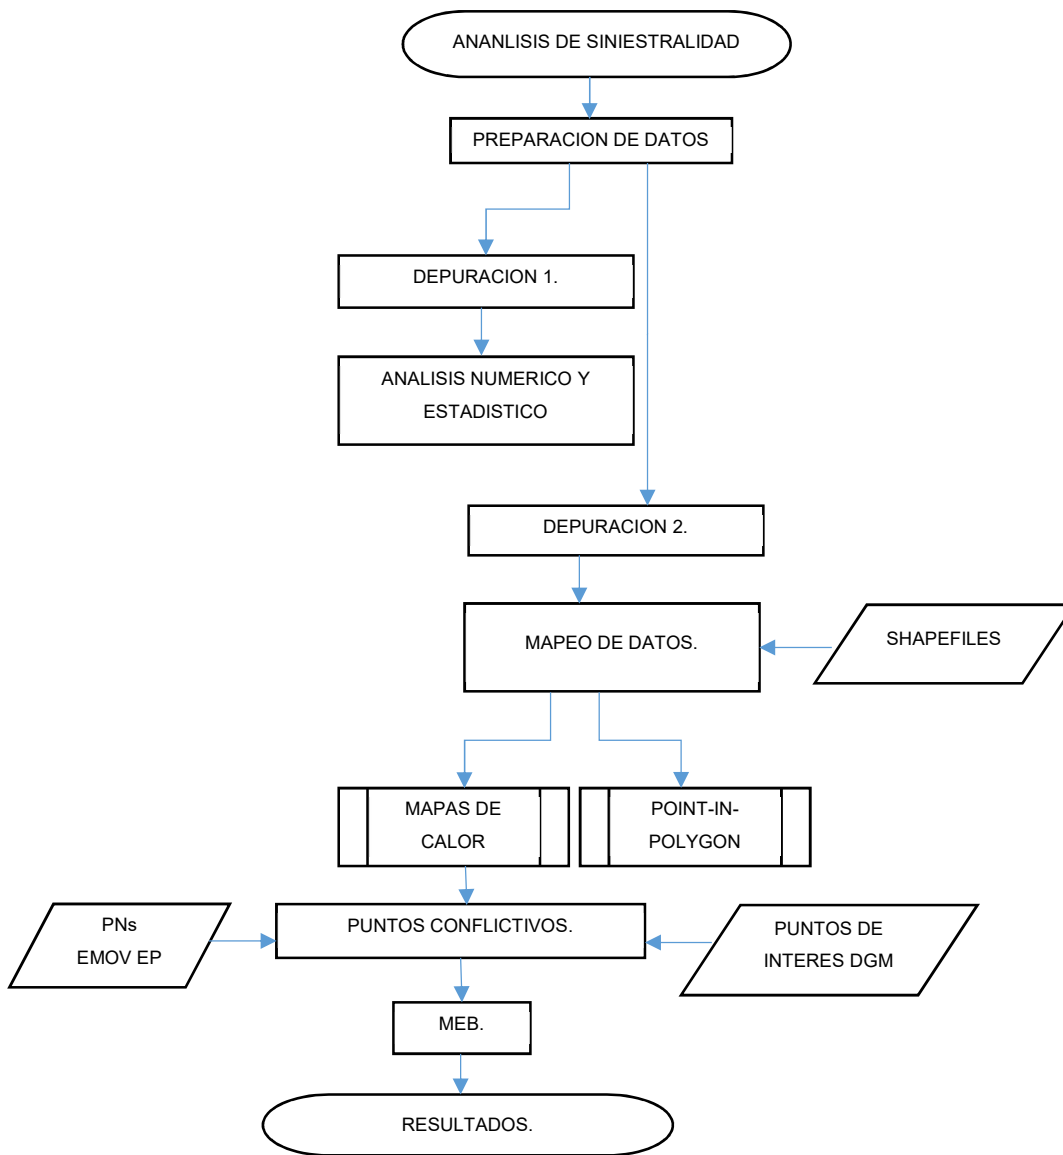 ANANLISIS DE SINIESTRALIDAD
PREPARACION DE DATOS
DEPURACION 1.
ANALISIS NUMERICO Y
ESTADISTICO
DEPURACION 2.
MAPEO DE DATOS.
SHAPEFILES
MAPAS DE
CALOR
POINT-IN-
POLYGON
PNs
EMOV EP
PUNTOS CONFLICTIVOS.
PUNTOS DE
INTERES DGM
MEB.
RESULTADOS.